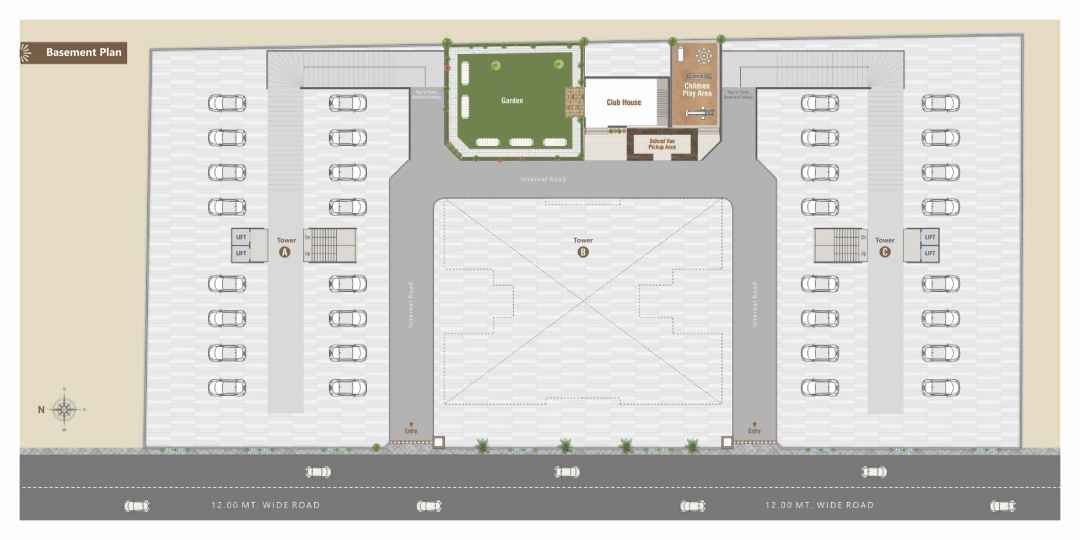 Basement Plan
Garden
Club House
Children
Play Area
School Van
Pickup Area
Internal Road
LIFT
LIFT
Tower
A
Tower
B
Tower
C
LIFT
LIFT
Internal Road
Internal Road
N
Entry
Entry
12.00 MT. WIDE ROAD
12.00 MT. WIDE ROAD